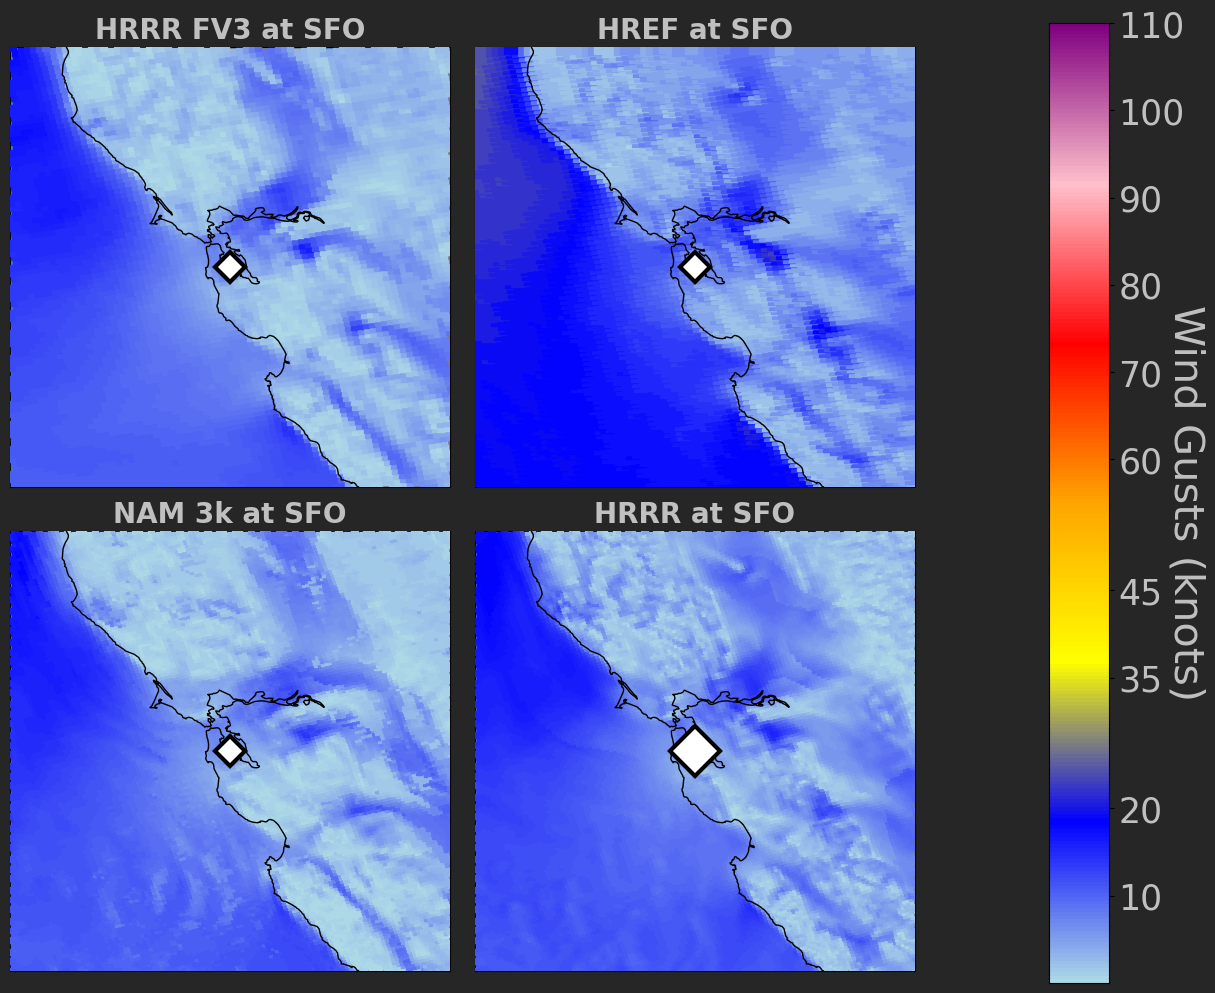 HRRR FV3 at SFO
HREF at SFO
NAM 3k at SFO
HRRR at SFO
110
100
90
80
70
60
45
35
20
10
Wind Gusts (knots)